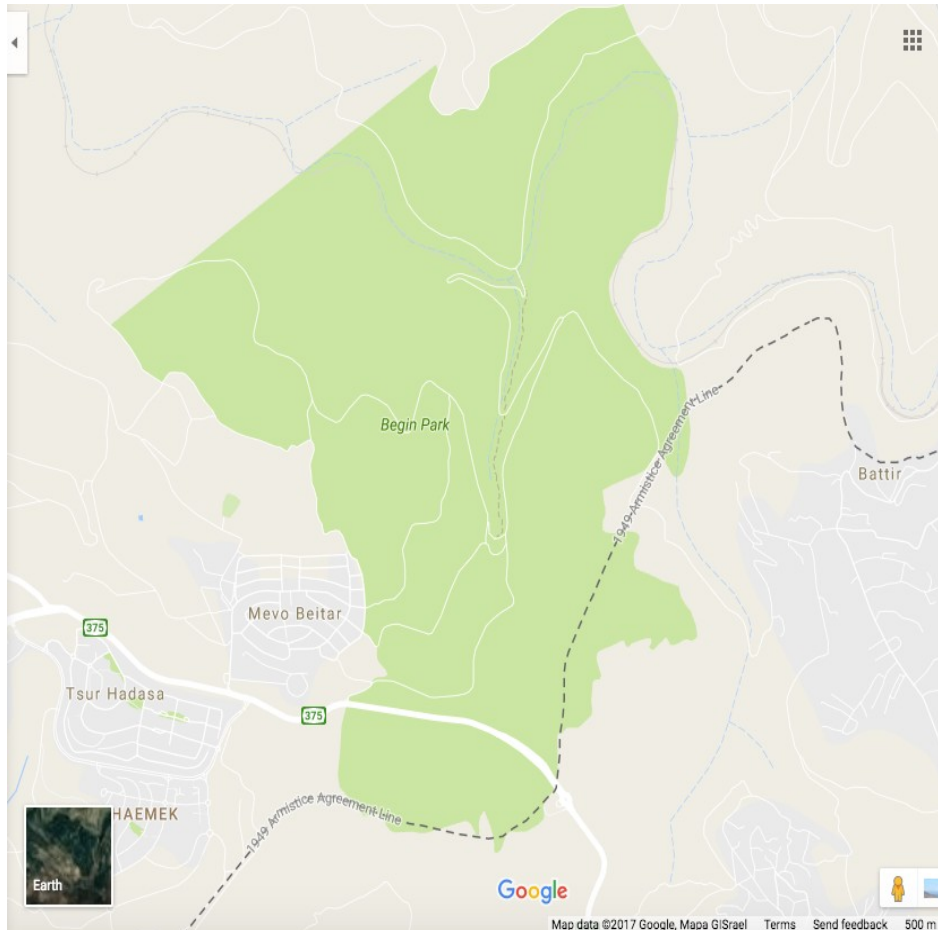 Begin Park
1949 Armistice Agreement Line
Battir
Mevo Beitar
375
Tsur Hadasa
375
HAEMEK
1949 Armistice Agreement Line
Earth
Google
Map data ©2017 Google, Mapa GISrael Terms Send feedback 500 m